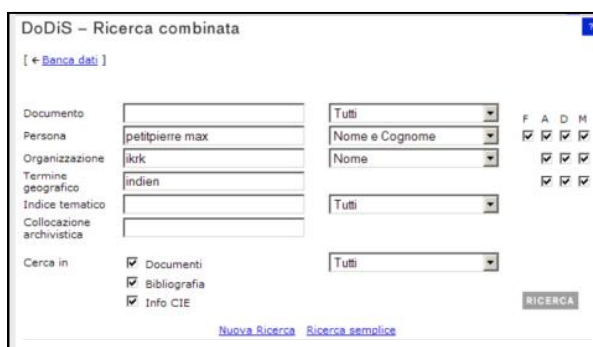 DoDiS – Ricerca combinata
?
[ ← Banca dati ]
Documento Tutti F A D M
Persona petitpierre max Nome e Cognome
Organizzazione ikrk Nome
Termine
geografico indien
Indice tematico Tutti
Collocazione
archivistica
Cerca in Documenti Tutti
Bibliografia
Info CIE RICERCA
Nuova Ricerca Ricerca semplice